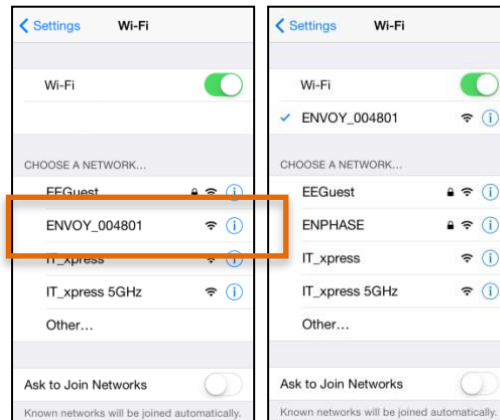 Settings Wi-Fi
Wi-Fi
CHOOSE A NETWORK...
EEGuest
ENVOY_004801
IT_xpress
IT_xpress 5GHz
Other...
Ask to Join Networks
Known networks will be joined automatically.
Settings Wi-Fi
Wi-Fi
ENVOY_004801
CHOOSE A NETWORK...
EEGuest
ENPHASE
IT_xpress
IT_xpress 5GHz
Other...
Ask to Join Networks
Known networks will be joined automatically.